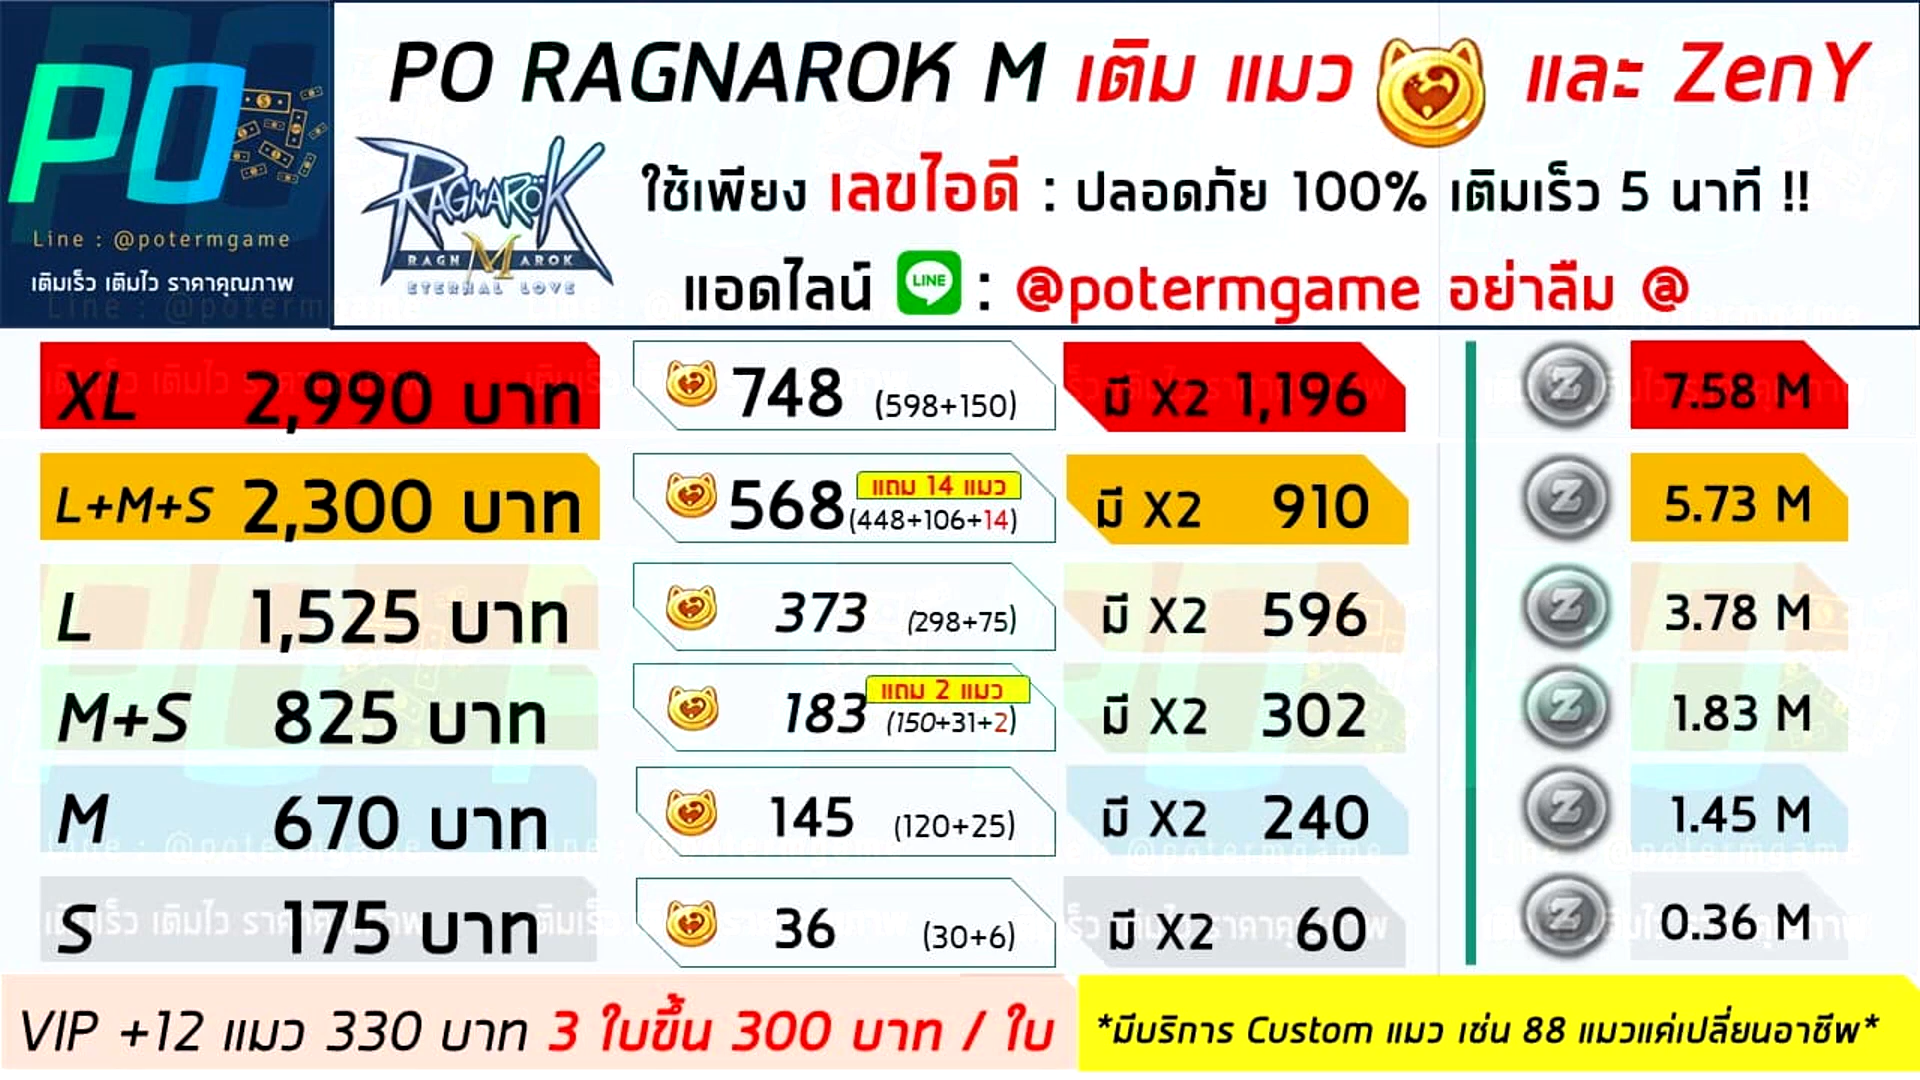 PO
Line : @potermgame
เติมเร็ว เติมไว ราคาคุณภาพ
PO RAGNAROK M เติม แมว และ ZenY
RAGNARÖK
RAGN M AROK
ETERNAL LOVE
ใช้เพียง เลขไอดี : ปลอดภัย 100% เติมเร็ว 5 นาที !!
แอดไลน์ LINE : @potermgame อย่าลืม @
XL 2,990 บาท 748 (598+150) มี X2 1,196 Z 7.58 M
L+M+S 2,300 บาท 568 แถม 14 แมว (448+106+14) มี X2 910 Z 5.73 M
L 1,525 บาท 373 (298+75) มี X2 596 Z 3.78 M
M+S 825 บาท 183 แถม 2 แมว (150+31+2) มี X2 302 Z 1.83 M
M 670 บาท 145 (120+25) มี X2 240 Z 1.45 M
S 175 บาท 36 (30+6) มี X2 60 Z 0.36 M
VIP +12 แมว 330 บาท 3 ใบขึ้น 300 บาท / ใบ
*มีบริการ Custom แมว เช่น 88 แมวแค่เปลี่ยนอาชีพ*